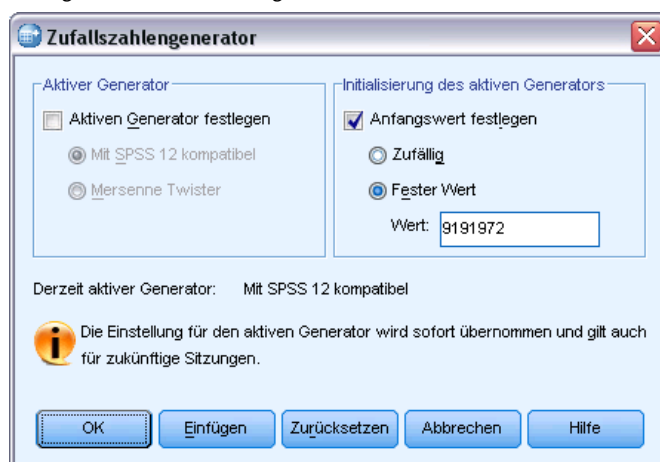 Zufallszahlengenerator
Aktiver Generator
Aktiven Generator festlegen
Mit SPSS 12 kompatibel
Mersenne Twister
Initialisierung des aktiven Generators
Anfangswert festlegen
Zufällig
Fester Wert
Wert: 9191972
Derzeit aktiver Generator: Mit SPSS 12 kompatibel
Die Einstellung für den aktiven Generator wird sofort übernommen und gilt auch
für zukünftige Sitzungen.
OK Einfügen Zurücksetzen Abbrechen Hilfe